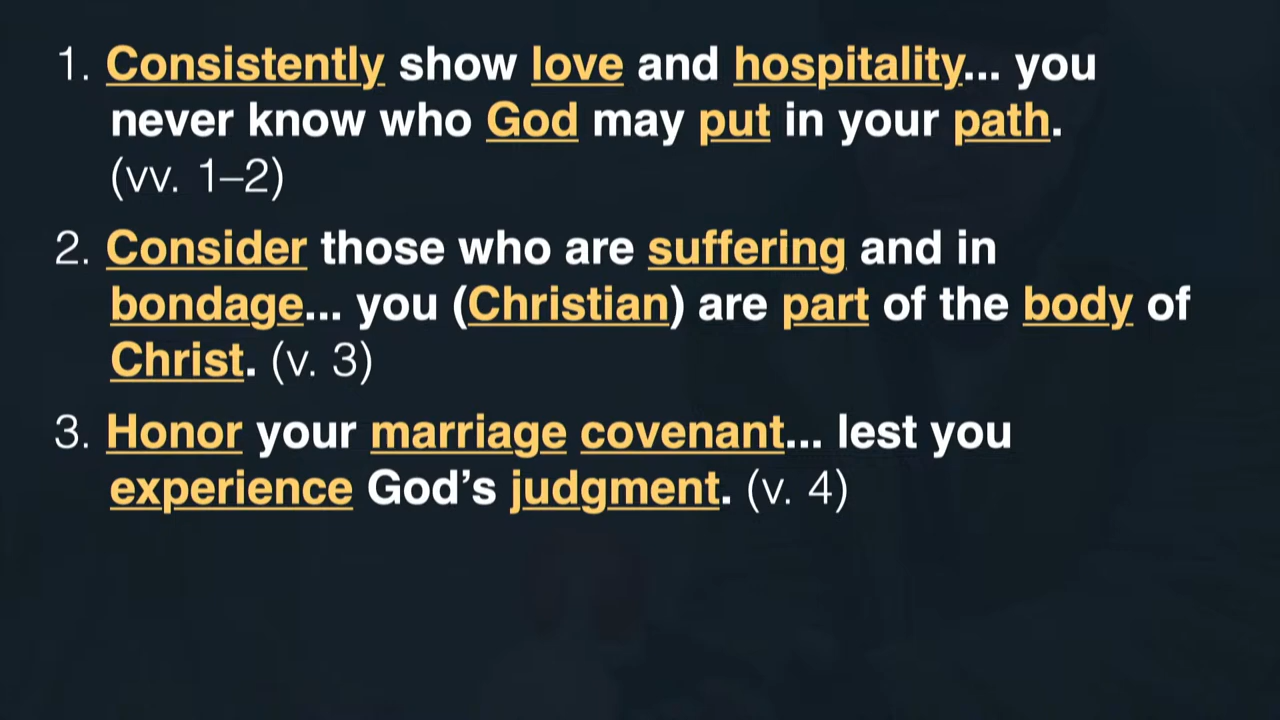 1. Consistently show love and hospitality... you
never know who God may put in your path.
(vv. 1–2)
2. Consider those who are suffering and in
bondage... you (Christian) are part of the body of
Christ. (v. 3)
3. Honor your marriage covenant... lest you
experience God’s judgment. (v. 4)